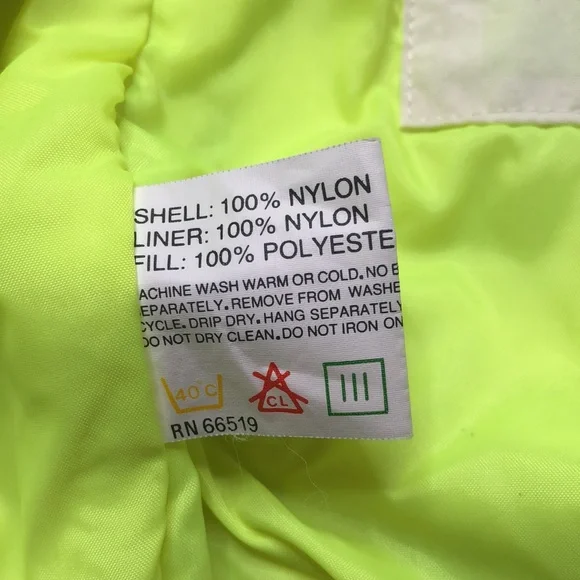 SHELL: 100% NYLON
LINER: 100% NYLON
FILL: 100% POLYESTE
ACHINE WASH WARM OR COLD.NO B
EPARATELY. REMOVE FROM WASHE
CYCLE. DRIP DRY. HANG SEPARATELY
DO NOT DRY CLEAN.DO NOT IRON ON
40°C
CL
RN 66519